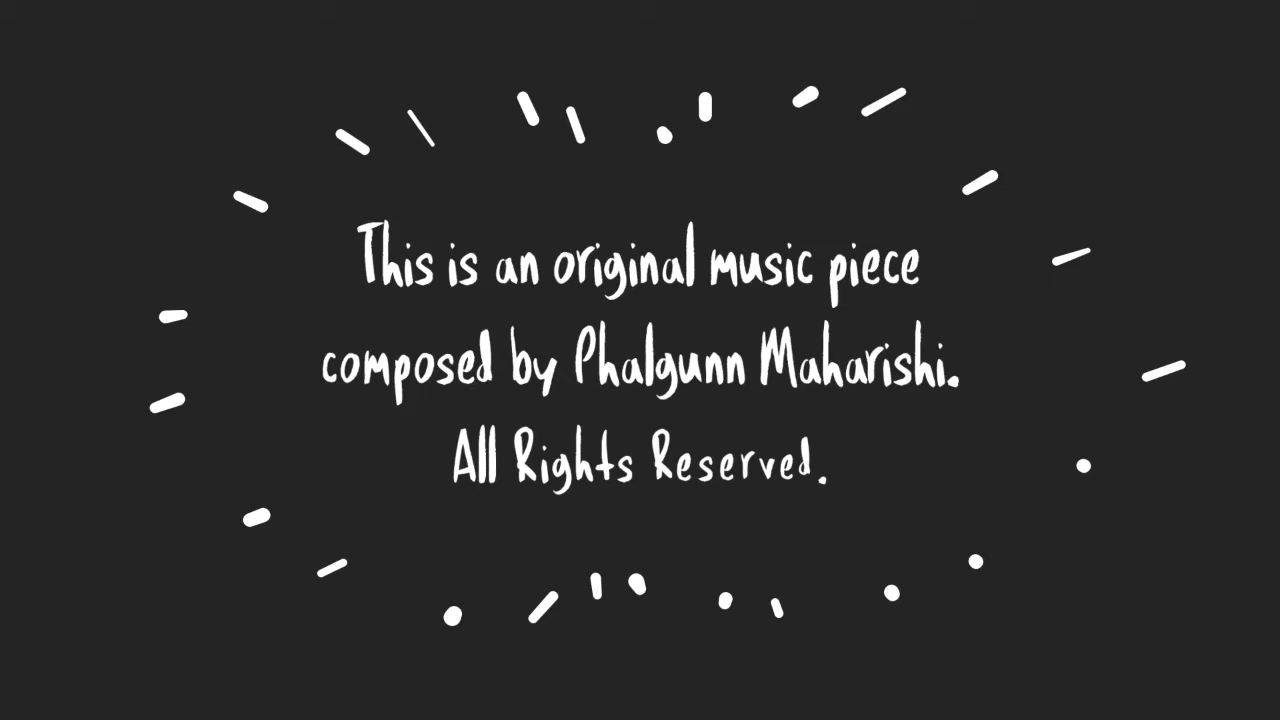 This is an original music piece
composed by Phalgunn Maharishi.
All Rights Reserved.